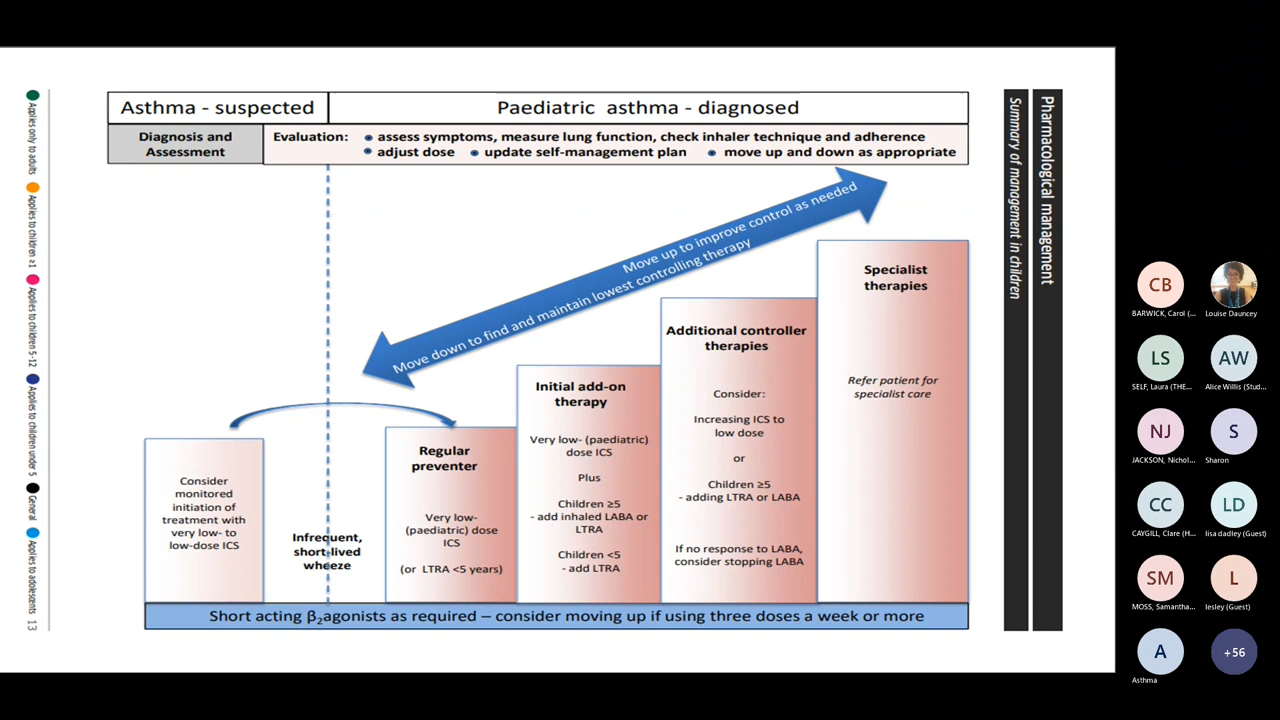 Asthma - suspected
Paediatric asthma - diagnosed
Diagnosis and
Assessment
Evaluation: • assess symptoms, measure lung function, check inhaler technique and adherence
• adjust dose • update self-management plan • move up and down as appropriate
Move up to improve control as needed
Move down to find and maintain lowest controlling therapy
Consider
monitored
initiation of
treatment with
very low- to
low-dose ICS
Infrequent,
short-lived
wheeze
Regular
preventer
Very low-
(paediatric) dose
ICS
(or LTRA <5 years)
Initial add-on
therapy
Very low- (paediatric)
dose ICS
Plus
Children ≥5
- add inhaled LABA or
LTRA
Children <5
- add LTRA
Additional controller
therapies
Consider:
Increasing ICS to
low dose
or
Children ≥5
- adding LTRA or LABA
If no response to LABA,
consider stopping LABA
Specialist
therapies
Refer patient for
specialist care
Short acting β₂agonists as required – consider moving up if using three doses a week or more
Pharmacological management
Summary of management in children
Applies only to adults
Applies to children ≥1
Applies to children 5-12
Applies to children under 5
General
Applies to adolescents
13
CB
BARWICK, Carol (...
Louise Dauncey
LS
SELF, Laura (THE...
AW
Alice Willis (Stud...
NJ
JACKSON, Nichol...
S
Sharon
CC
CAYGILL, Clare (H...
LD
lisa dadley (Guest)
SM
MOSS, Samantha...
L
lesley (Guest)
A
Asthma
+56